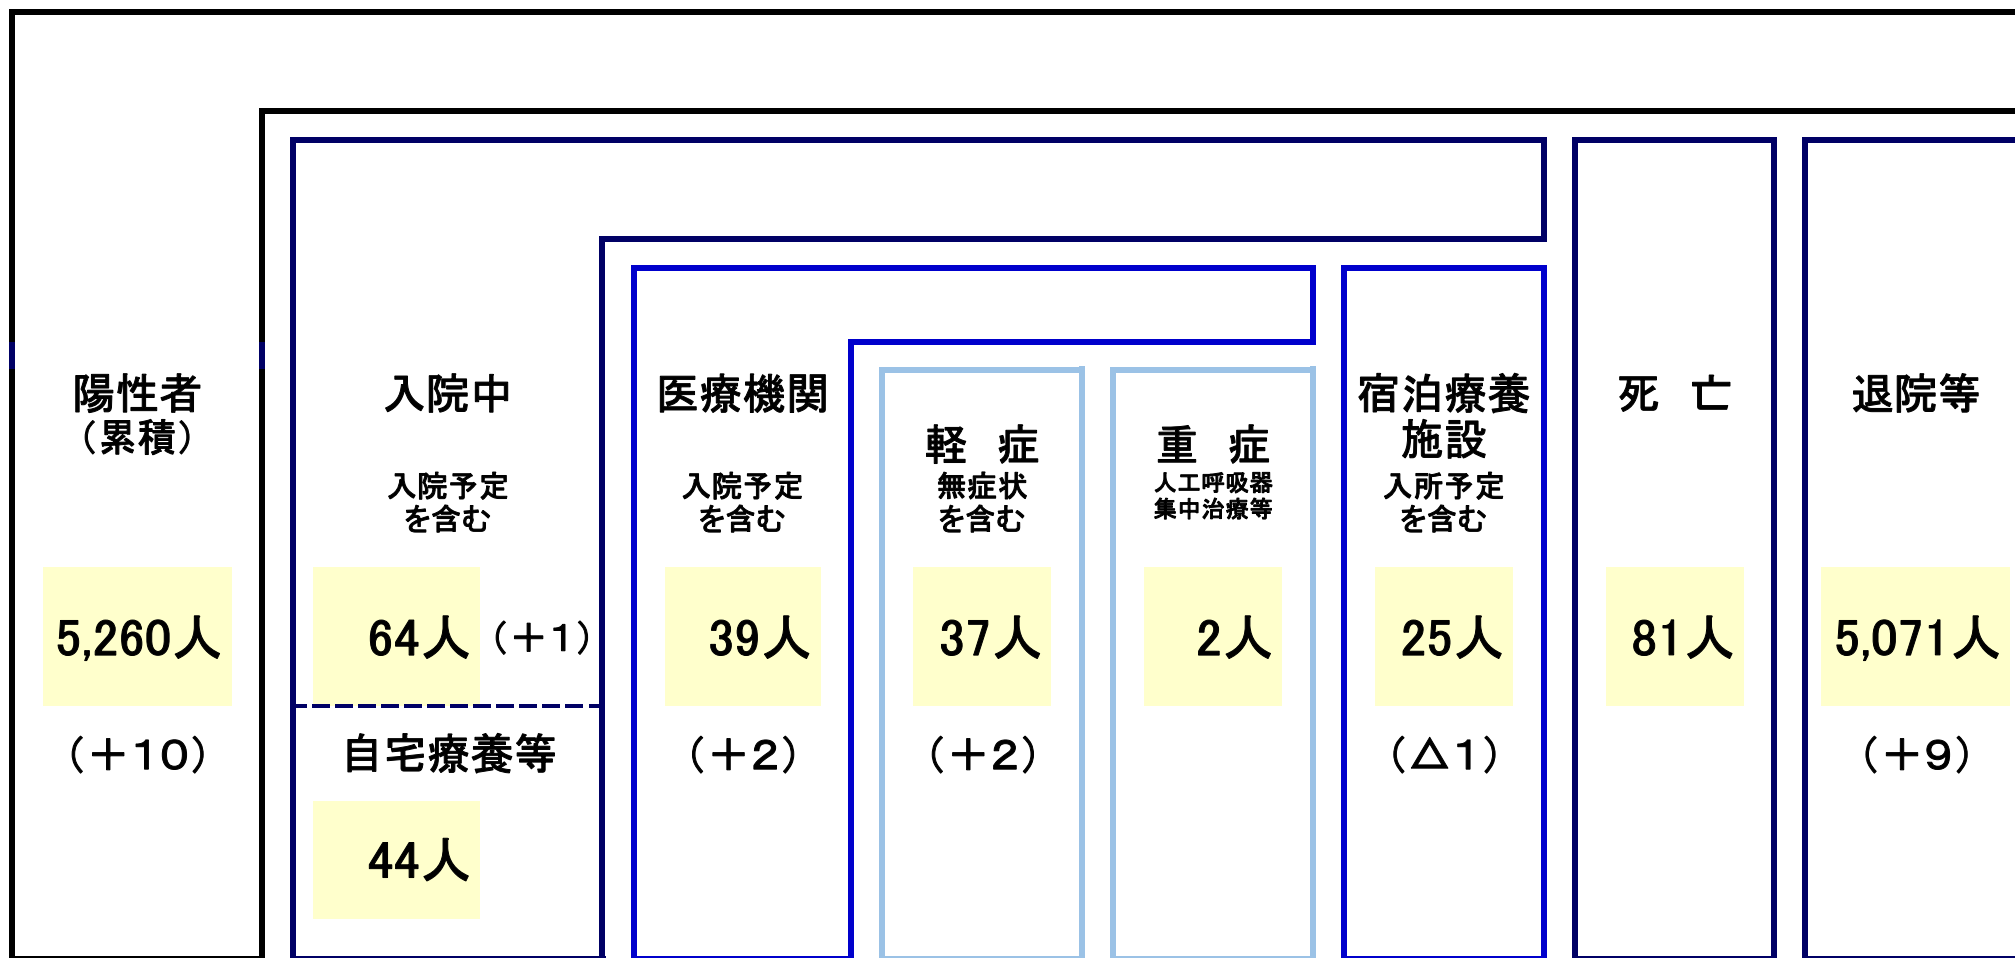 陽性者
（累積）
5,260人
（＋10）
入院中
入院予定
を含む
64人（＋1）
自宅療養等
44人
医療機関
入院予定
を含む
39人
（＋2）
軽　症
無症状
を含む
37人
（＋2）
重　症
人工呼吸器
集中治療等
2人
宿泊療養
施設
入所予定
を含む
25人
（△1）
死　亡
81人
退院等
5,071人
（＋9）